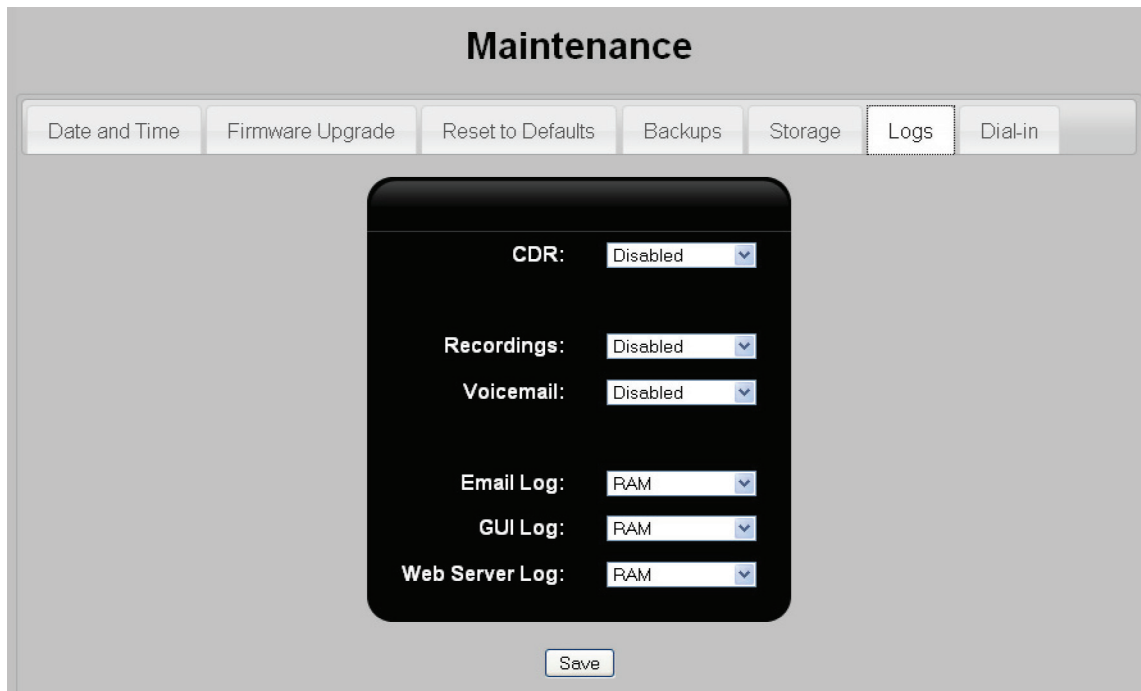 Maintenance
Date and Time Firmware Upgrade Reset to Defaults Backups Storage Logs Dial-in
CDR: Disabled
Recordings: Disabled
Voicemail: Disabled
Email Log: RAM
GUI Log: RAM
Web Server Log: RAM
Save